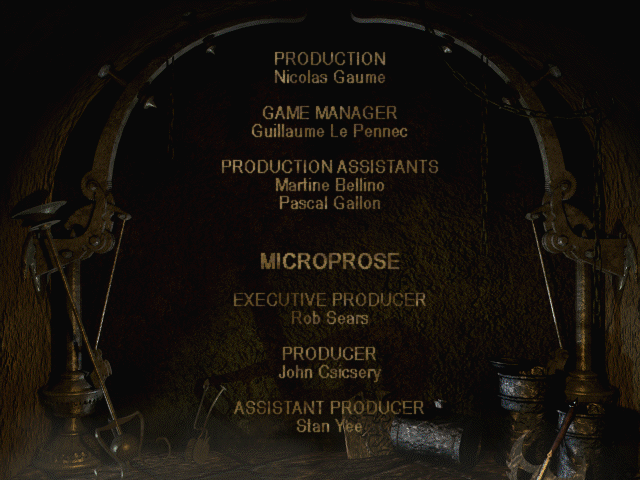 PRODUCTION
Nicolas Gaume
GAME MANAGER
Guillaume Le Pennec
PRODUCTION ASSISTANTS
Martine Bellino
Pascal Gallon
MICROPROSE
EXECUTIVE PRODUCER
Rob Sears
PRODUCER
John Csicsery
ASSISTANT PRODUCER
Stan Yee